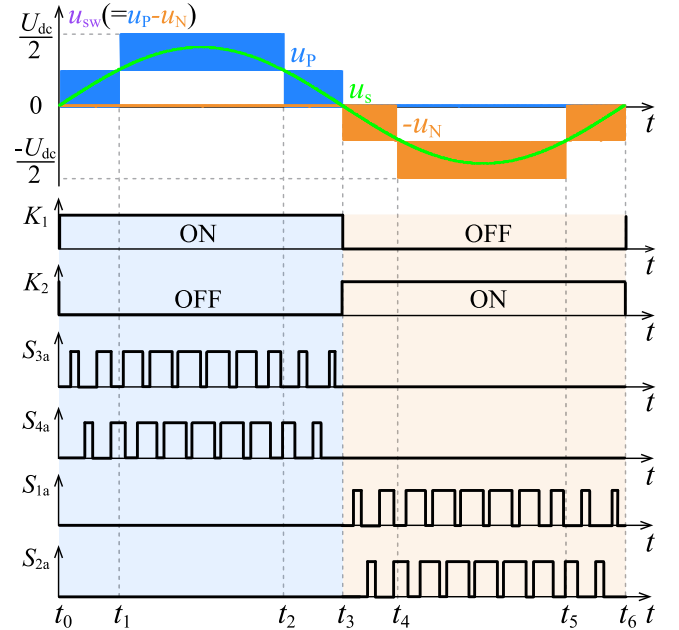 U_dc/2
u_sw(=u_P-u_N)
u_P
u_s
0
t
-u_N
-U_dc/2
K_1
ON
OFF
t
K_2
OFF
ON
t
S_3a
t
S_4a
t
S_1a
t
S_2a
t_0 t_1 t_2 t_3 t_4 t_5 t_6 t